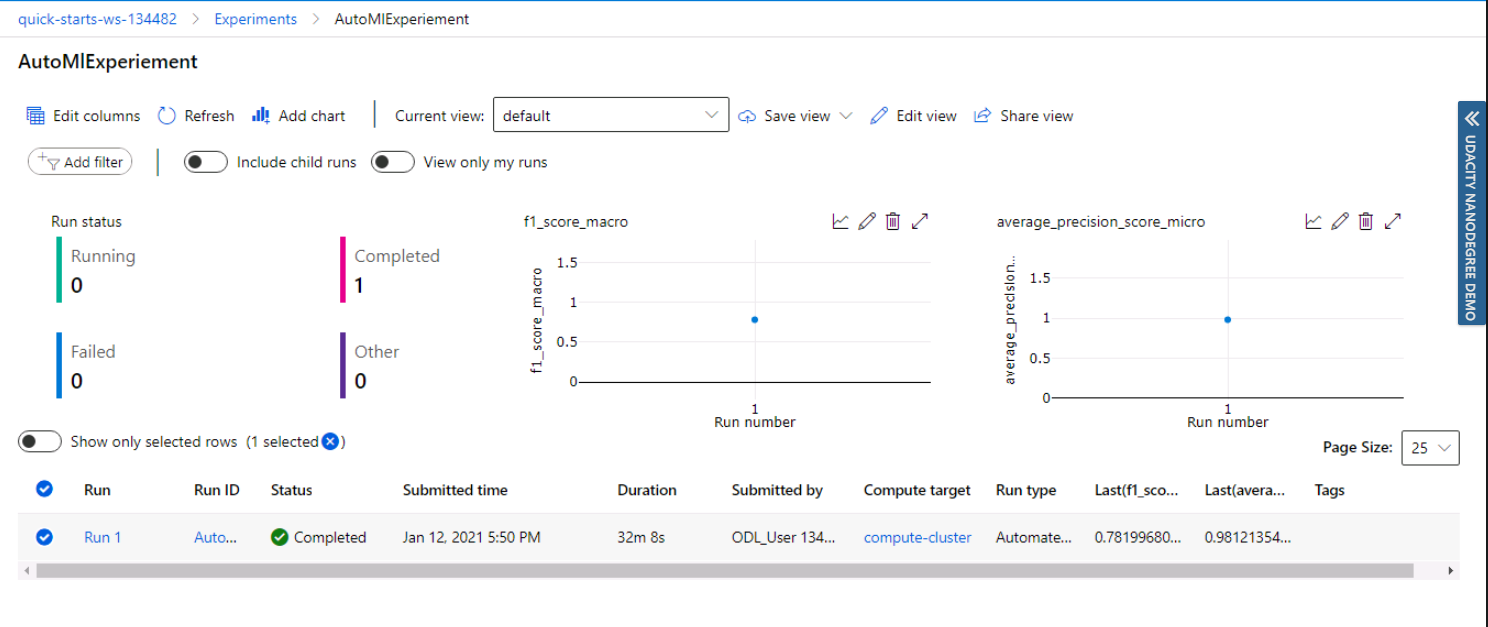 quick-starts-ws-134482 > Experiments > AutoMlExperiement
AutoMlExperiement
Edit columns Refresh Add chart Current view: default Save view Edit view Share view
Add filter Include child runs View only my runs
UDACITY NANODEGREE DEMO
Run status
Running
0
Completed
1
Failed
0
Other
0
f1_score_macro
f1_score_macro
1.5
1
0.5
0
1
Run number
average_precision_score_micro
average_precision...
1.5
1
0.5
0
1
Run number
Show only selected rows (1 selected)
Page Size: 25
Run Run ID Status Submitted time Duration Submitted by Compute target Run type Last(f1_sco... Last(avera... Tags
Run 1 Auto... Completed Jan 12, 2021 5:50 PM 32m 8s ODL_User 134... compute-cluster Automate... 0.78199680... 0.98121354...